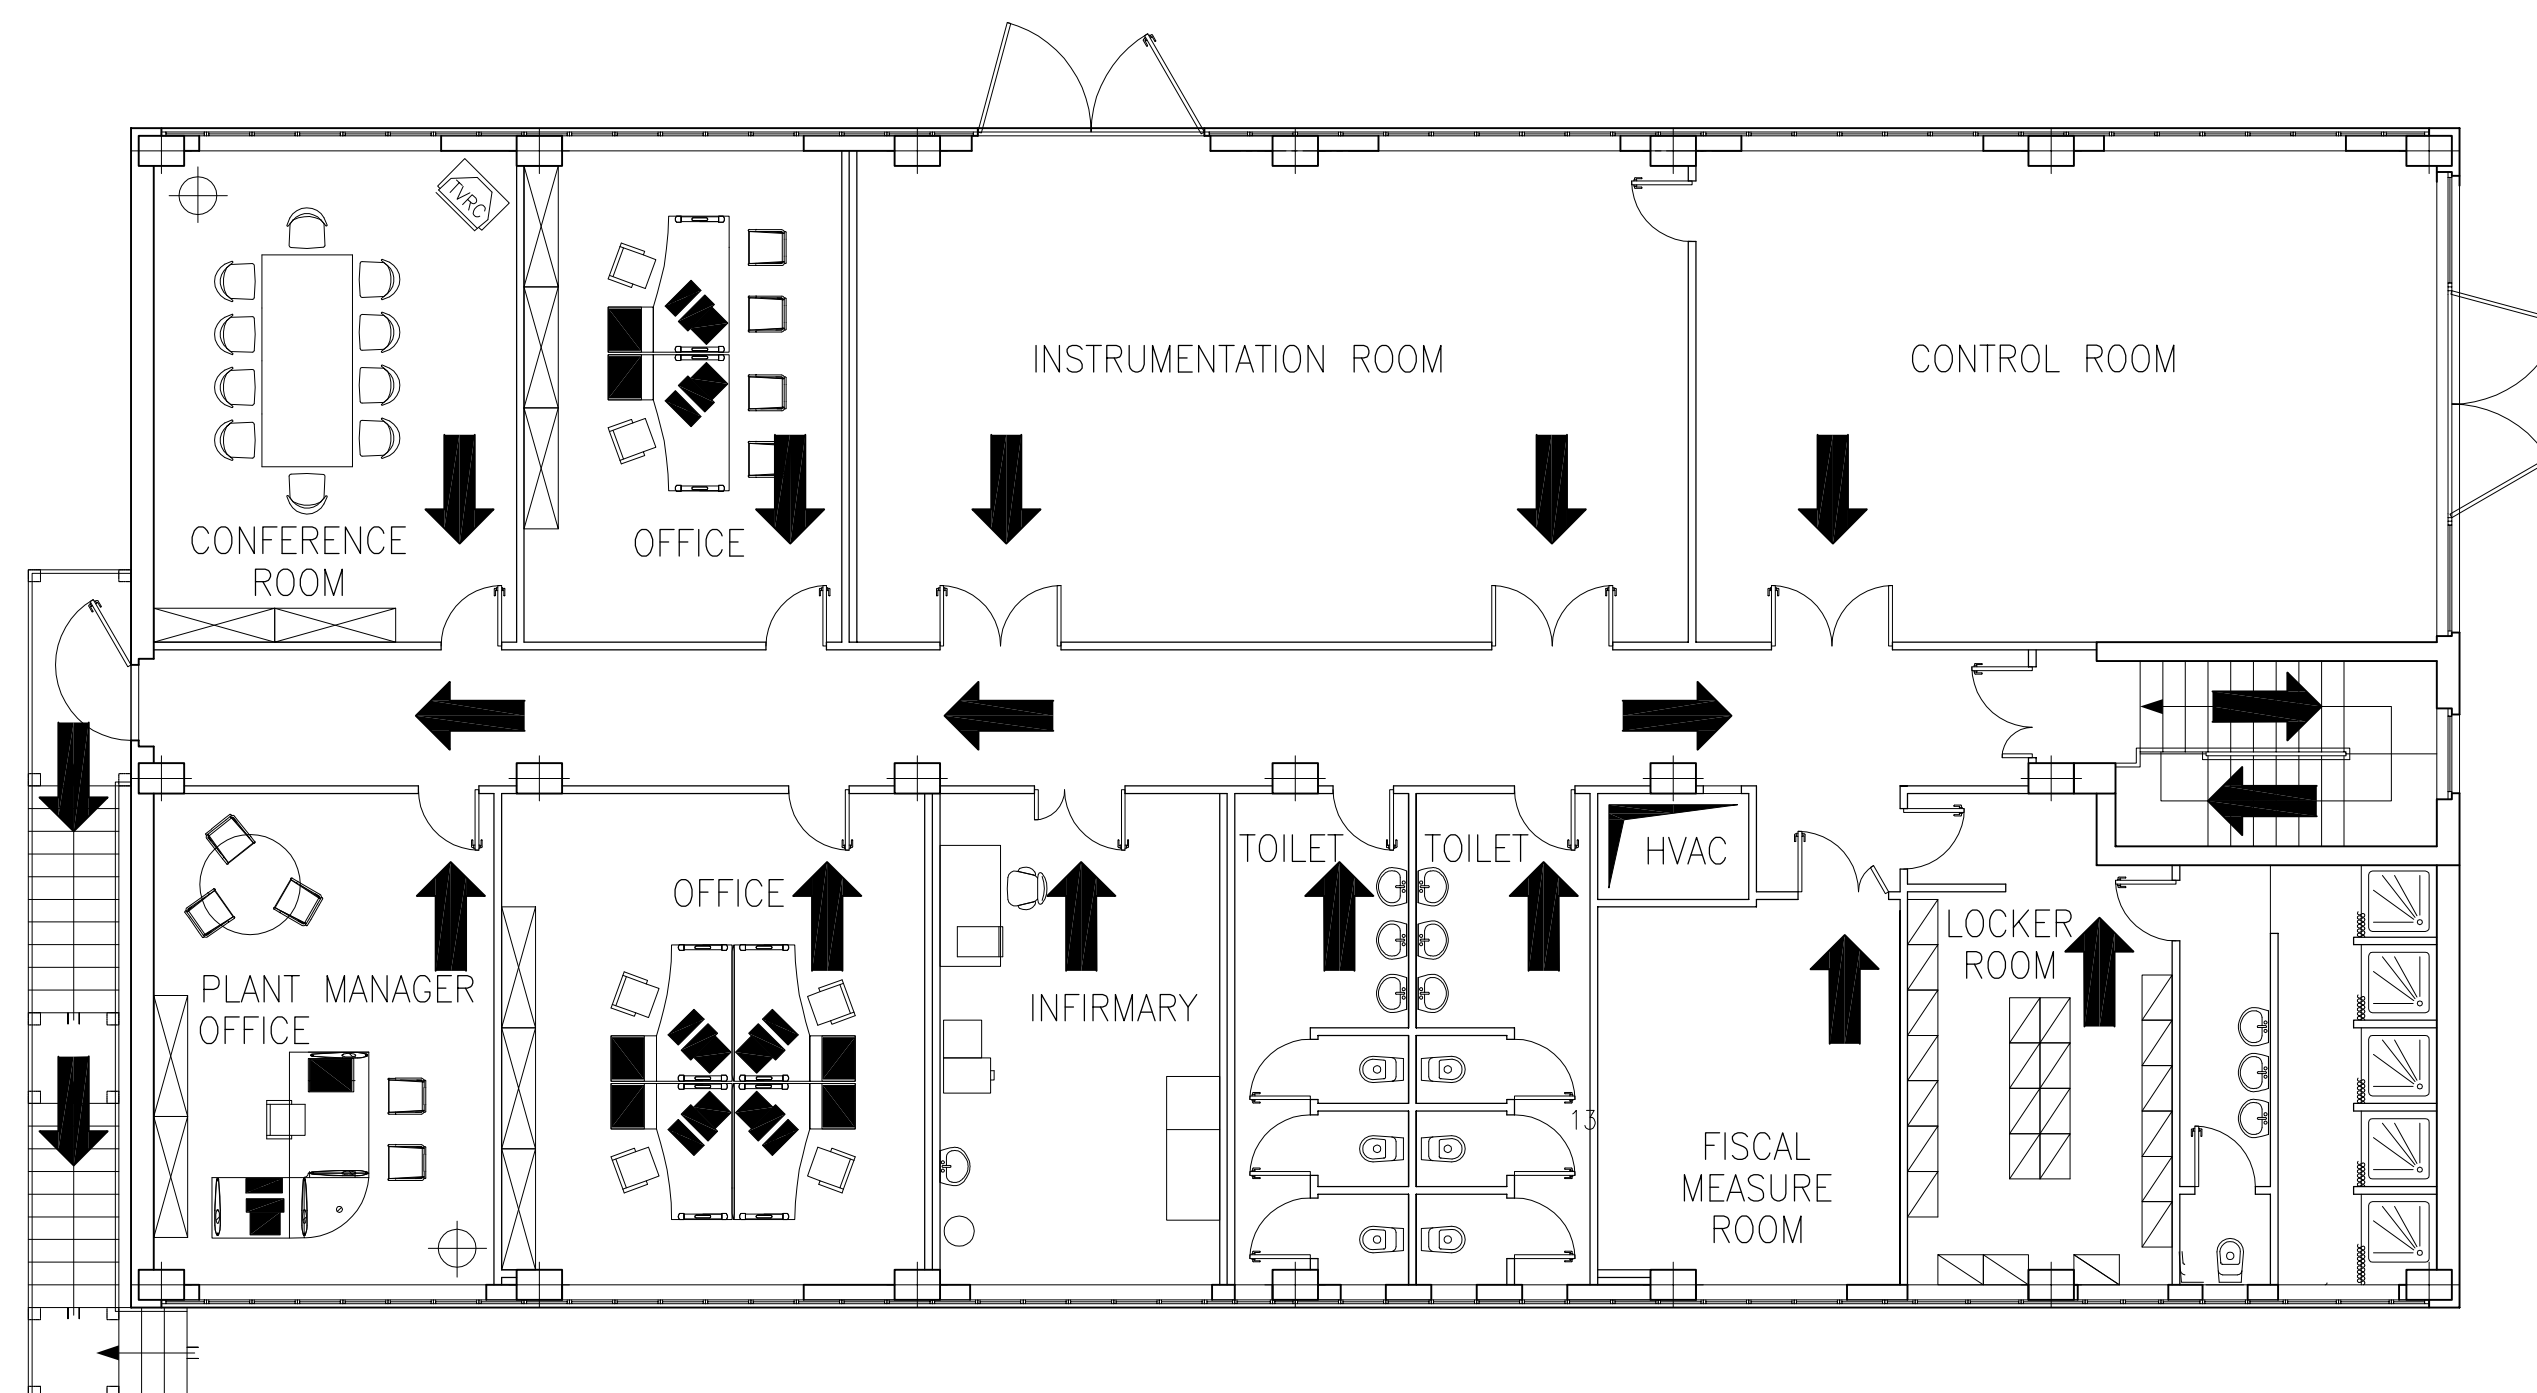 TVRC
INSTRUMENTATION ROOM
CONTROL ROOM
CONFERENCE
ROOM
OFFICE
TOILET
TOILET
HVAC
OFFICE
LOCKER
ROOM
PLANT MANAGER
OFFICE
INFIRMARY
13
FISCAL
MEASURE
ROOM